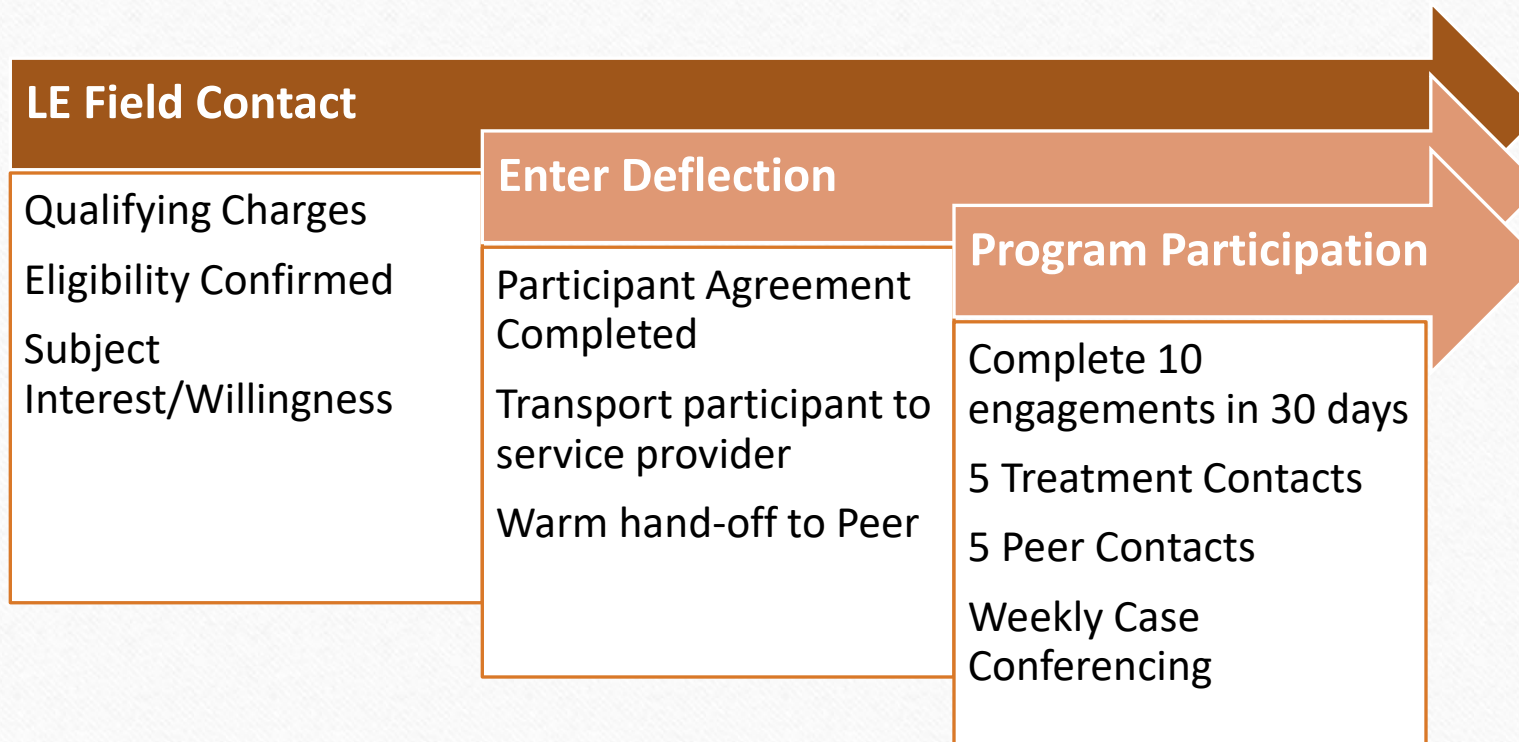 LE Field Contact
Qualifying Charges
Eligibility Confirmed
Subject
Interest/Willingness
Enter Deflection
Participant Agreement
Completed
Transport participant to
service provider
Warm hand-off to Peer
Program Participation
Complete 10
engagements in 30 days
5 Treatment Contacts
5 Peer Contacts
Weekly Case
Conferencing